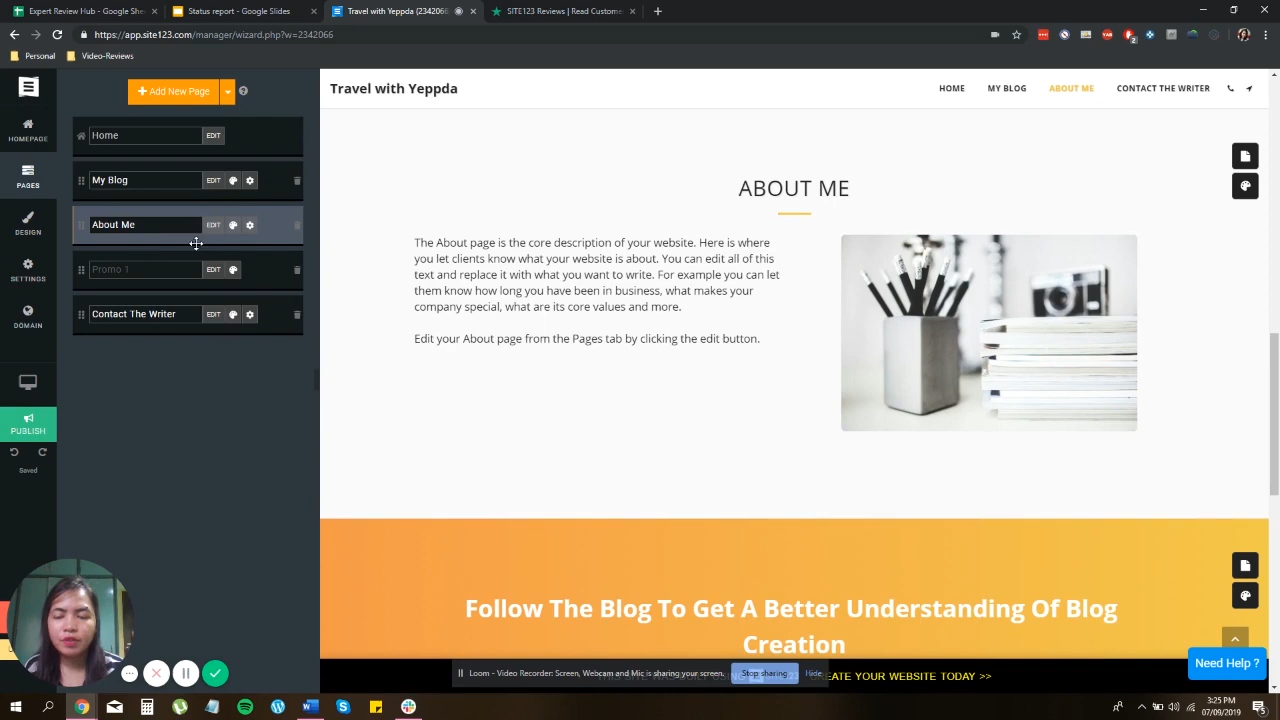 Expert Review Hub - Google She
Script - Google Slides
Travel with Yeppda (2342066) -
SITE123 Reviews | Real Custome
https://app.site123.com/manager/wizard.php?w=2342066
Personal
Video-Reviews
Add New Page
Home
EDIT
My Blog
EDIT
About Me
EDIT
Promo 1
EDIT
Contact The Writer
EDIT
HOMEPAGE
PAGES
DESIGN
SETTINGS
DOMAIN
PUBLISH
Saved
Travel with Yeppda
HOME
MY BLOG
ABOUT ME
CONTACT THE WRITER
ABOUT ME
The About page is the core description of your website. Here is where
you let clients know what your website is about. You can edit all of this
text and replace it with what you want to write. For example you can let
them know how long you have been in business, what makes your
company special, what are its core values and more.
Edit your About page from the Pages tab by clicking the edit button.
Follow The Blog To Get A Better Understanding Of Blog
Creation
Loom - Video Recorder: Screen, Webcam and Mic is sharing your screen.
Stop sharing
Hide
YOUR WEBSITE TODAY >>
Need Help ?
3:25 PM
07/09/2019